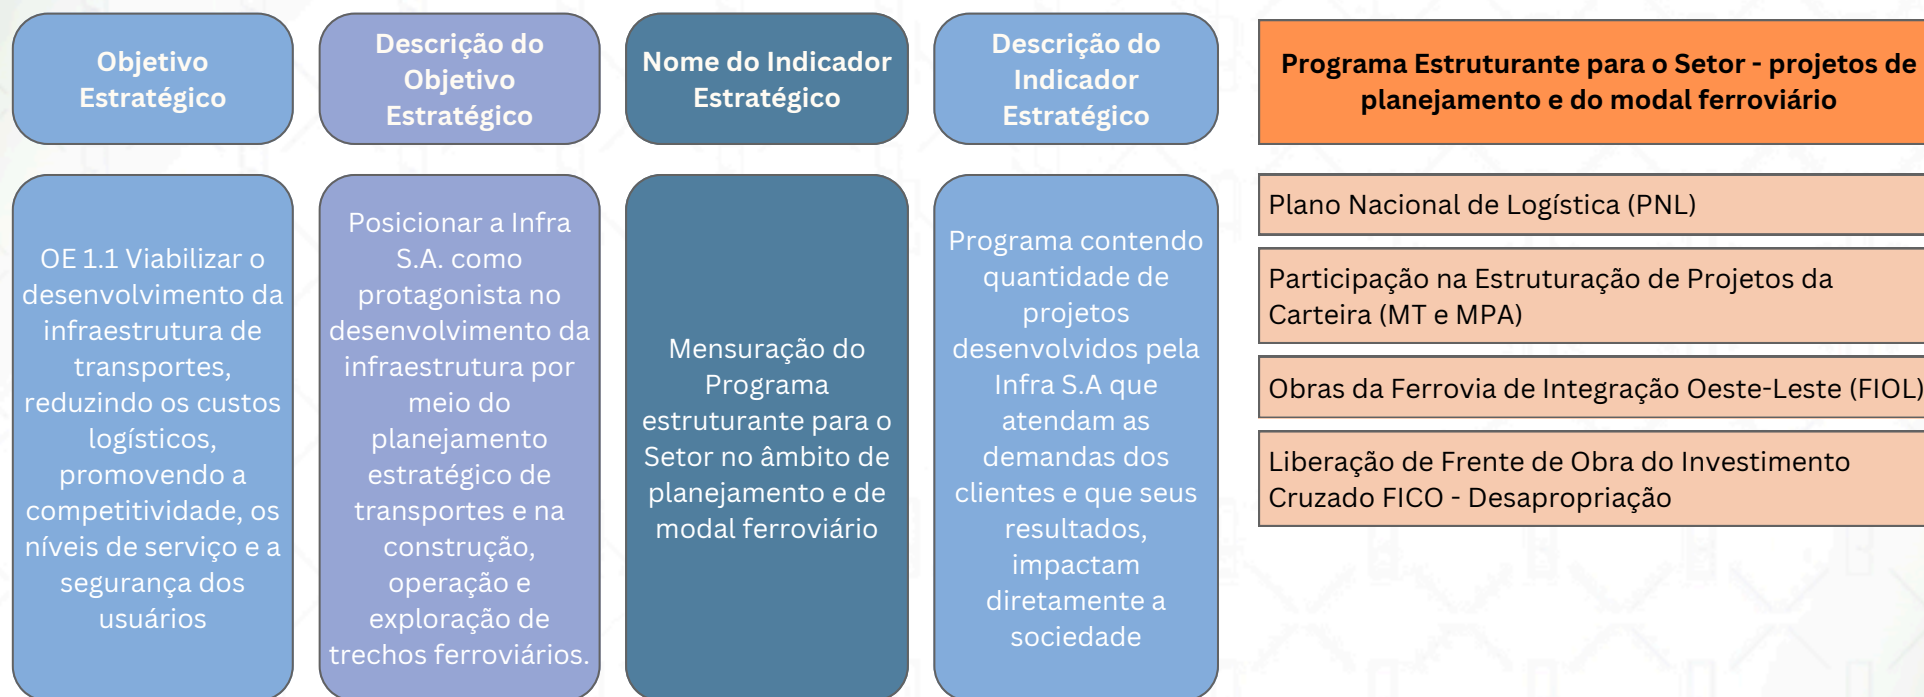 Objetivo
Estratégico
Descrição do
Objetivo
Estratégico
Nome do Indicador
Estratégico
Descrição do
Indicador
Estratégico
Programa Estruturante para o Setor - projetos de
planejamento e do modal ferroviário
OE 1.1 Viabilizar o
desenvolvimento da
infraestrutura de
transportes,
reduzindo os custos
logísticos,
promovendo a
competitividade, os
níveis de serviço e a
segurança dos
usuários
Posicionar a Infra
S.A. como
protagonista no
desenvolvimento da
infraestrutura por
meio do
planejamento
estratégico de
transportes e na
construção,
operação e
exploração de
trechos ferroviários.
Mensuração do
Programa
estruturante para o
Setor no âmbito de
planejamento e de
modal ferroviário
Programa contendo
quantidade de
projetos
desenvolvidos pela
Infra S.A que
atendam as
demandas dos
clientes e que seus
resultados,
impactam
diretamente a
sociedade
Plano Nacional de Logística (PNL)
Participação na Estruturação de Projetos da
Carteira (MT e MPA)
Obras da Ferrovia de Integração Oeste-Leste (FIOL)
Liberação de Frente de Obra do Investimento
Cruzado FICO - Desapropriação